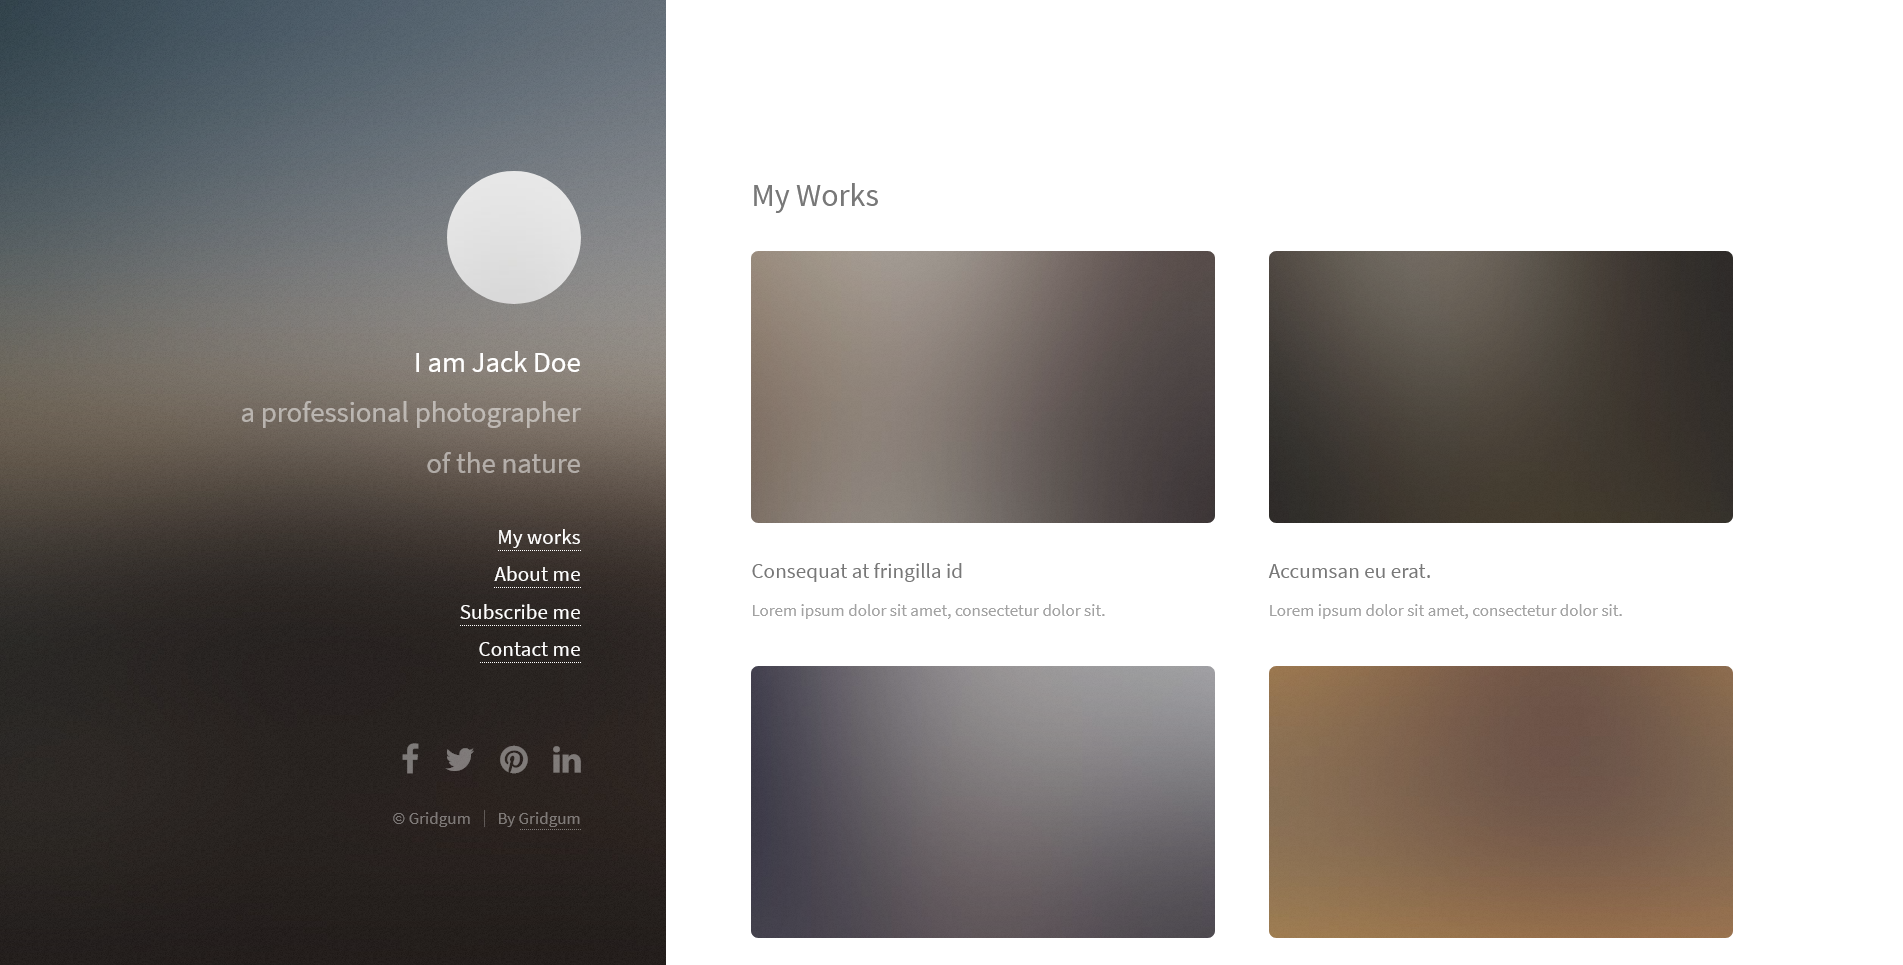 I am Jack Doe
a professional photographer
of the nature
My works
About me
Subscribe me
Contact me
© Gridgum
By Gridgum
My Works
Consequat at fringilla id
Lorem ipsum dolor sit amet, consectetur dolor sit.
Accumsan eu erat.
Lorem ipsum dolor sit amet, consectetur dolor sit.